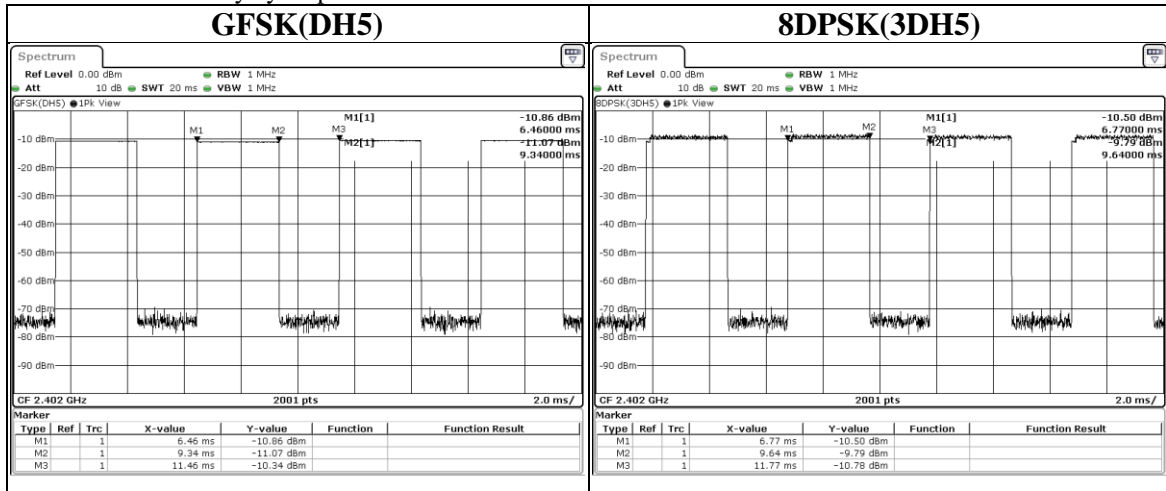 GFSK(DH5)
Spectrum
Ref Level 0.00 dBm RBW 1 MHz
Att 10 dB SWT 20 ms VBW 1 MHz
GFSK(DH5) 1Pk View
M1[1] -10.86 dBm
6.46000 ms
M2[1] -11.07 dBm
9.34000 ms
M1 M2 M3
-10 dBm
-20 dBm
-30 dBm
-40 dBm
-50 dBm
-60 dBm
-70 dBm
-80 dBm
-90 dBm
CF 2.402 GHz 2001 pts 2.0 ms/
Marker
Type Ref Trc X-value Y-value Function Function Result
M1 1 6.46 ms -10.86 dBm
M2 1 9.34 ms -11.07 dBm
M3 1 11.46 ms -10.34 dBm
8DPSK(3DH5)
Spectrum
Ref Level 0.00 dBm RBW 1 MHz
Att 10 dB SWT 20 ms VBW 1 MHz
8DPSK(3DH5) 1Pk View
M1[1] -10.50 dBm
6.77000 ms
M2[1] -9.79 dBm
9.64000 ms
M1 M2 M3
-10 dBm
-20 dBm
-30 dBm
-40 dBm
-50 dBm
-60 dBm
-70 dBm
-80 dBm
-90 dBm
CF 2.402 GHz 2001 pts 2.0 ms/
Marker
Type Ref Trc X-value Y-value Function Function Result
M1 1 6.77 ms -10.50 dBm
M2 1 9.64 ms -9.79 dBm
M3 1 11.77 ms -10.78 dBm